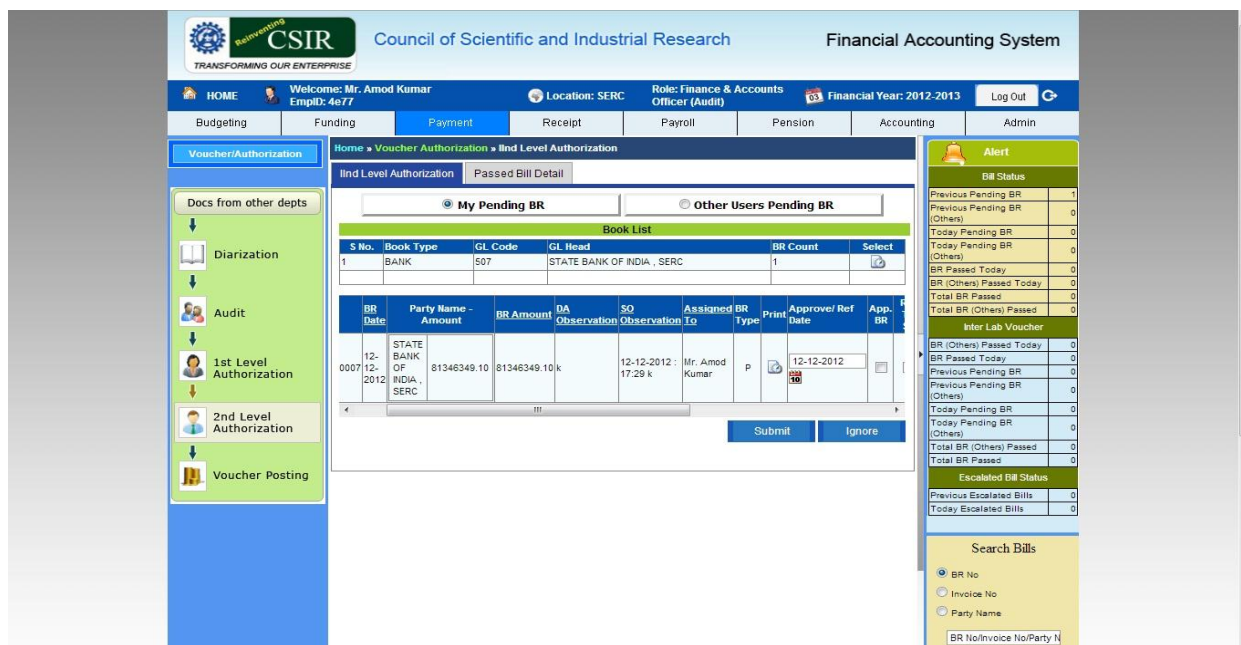 Reinventing
CSIR
TRANSFORMING OUR ENTERPRISE
Council of Scientific and Industrial Research
Financial Accounting System
HOME
Welcome: Mr. Amod Kumar
EmpID: 4e77
Location: SERC
Role: Finance & Accounts
Officer (Audit)
Financial Year: 2012-2013
Log Out
Budgeting Funding Payment Receipt Payroll Pension Accounting Admin
Voucher/Authorization
Docs from other depts
Diarization
Audit
1st Level
Authorization
2nd Level
Authorization
Voucher Posting
Home » Voucher Authorization » IInd Level Authorization
IInd Level Authorization Passed Bill Detail
My Pending BR Other Users Pending BR
Book List
S No. Book Type GL Code GL Head BR Count Select
1 BANK 507 STATE BANK OF INDIA , SERC 1
BR Date Party Name - Amount BR Amount DA Observation SO Observation Assigned To BR Type Print Approve/ Ref Date App. BR
0007 12-12-2012 STATE BANK OF INDIA , SERC 81346349.10 81346349.10 k 12-12-2012 : 17:29 k Mr. Amod Kumar P 12-12-2012
10
Submit Ignore
Alert
Bill Status
Previous Pending BR 1
Previous Pending BR (Others) 0
Today Pending BR 0
Today Pending BR (Others) 0
BR Passed Today 0
BR (Others) Passed Today 0
Total BR Passed 0
Total BR (Others) Passed 0
Inter Lab Voucher
BR (Others) Passed Today 0
BR Passed Today 0
Previous Pending BR 0
Previous Pending BR (Others) 0
Today Pending BR 0
Today Pending BR (Others) 0
Total BR (Others) Passed 0
Total BR Passed 0
Escalated Bill Status
Previous Escalated Bills 0
Today Escalated Bills 0
Search Bills
BR No
Invoice No
Party Name
BR No/Invoice No/Party N